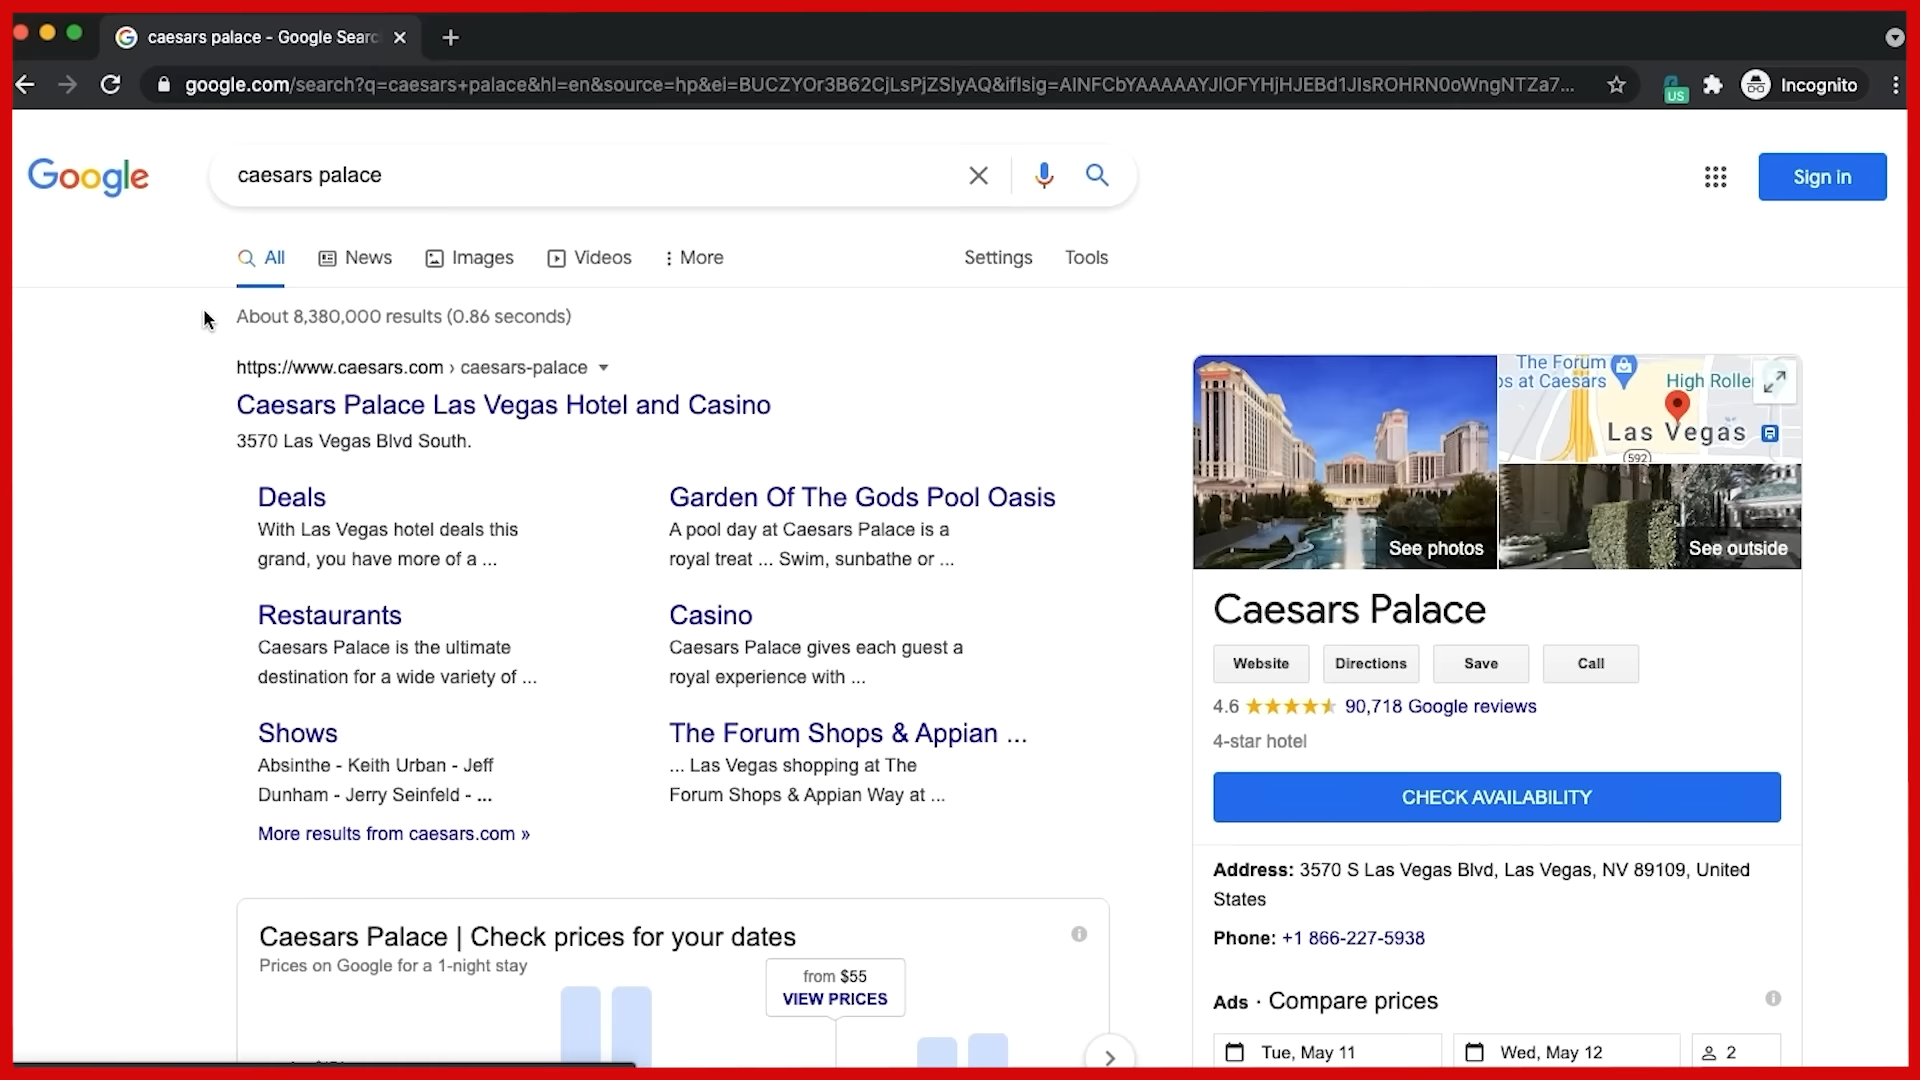 caesars palace - Google Searc
google.com/search?q=caesars+palace&hl=en&source=hp&ei=BUCZYOr3B62CjLsPjZSIyAQ&iflsig=AINFCbYAAAAAYJlOFYHjHJEBd1JIsROHRN0oWngNTZa7...
US
Incognito
Google
caesars palace
Sign in
All
News
Images
Videos
More
Settings
Tools
About 8,380,000 results (0.86 seconds)
https://www.caesars.com › caesars-palace
Caesars Palace Las Vegas Hotel and Casino
3570 Las Vegas Blvd South.
Deals
With Las Vegas hotel deals this
grand, you have more of a ...
Garden Of The Gods Pool Oasis
A pool day at Caesars Palace is a
royal treat ... Swim, sunbathe or ...
Restaurants
Caesars Palace is the ultimate
destination for a wide variety of ...
Casino
Caesars Palace gives each guest a
royal experience with ...
Shows
Absinthe - Keith Urban - Jeff
Dunham - Jerry Seinfeld - ...
The Forum Shops & Appian ...
... Las Vegas shopping at The
Forum Shops & Appian Way at ...
More results from caesars.com »
Caesars Palace | Check prices for your dates
Prices on Google for a 1-night stay
from $55
VIEW PRICES
The Forum
ps at Caesars
High Roller
Las Vegas
592
See photos
See outside
Caesars Palace
Website
Directions
Save
Call
4.6
90,718 Google reviews
4-star hotel
CHECK AVAILABILITY
Address: 3570 S Las Vegas Blvd, Las Vegas, NV 89109, United
States
Phone: +1 866-227-5938
Ads · Compare prices
Tue, May 11
Wed, May 12
2